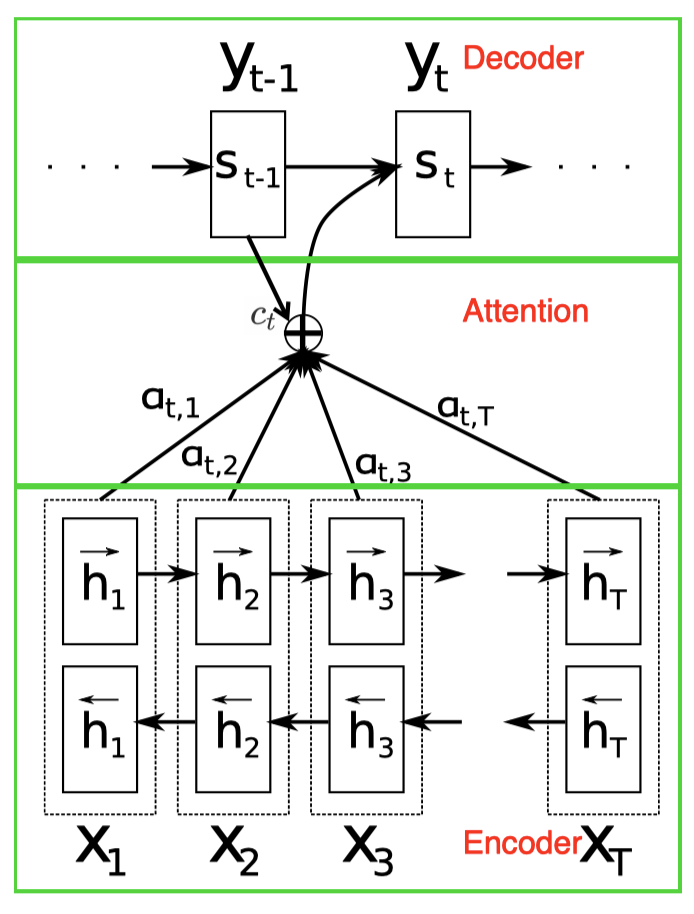 y_{t-1} y_t Decoder
. . . s_{t-1} s_t . . .
c_t Attention
a_{t,1} a_{t,T}
a_{t,2} a_{t,3}
\overrightarrow{h}_1 \overrightarrow{h}_2 \overrightarrow{h}_3 \overrightarrow{h}_T
\overleftarrow{h}_1 \overleftarrow{h}_2 \overleftarrow{h}_3 \overleftarrow{h}_T
x_1 x_2 x_3 Encoder x_T